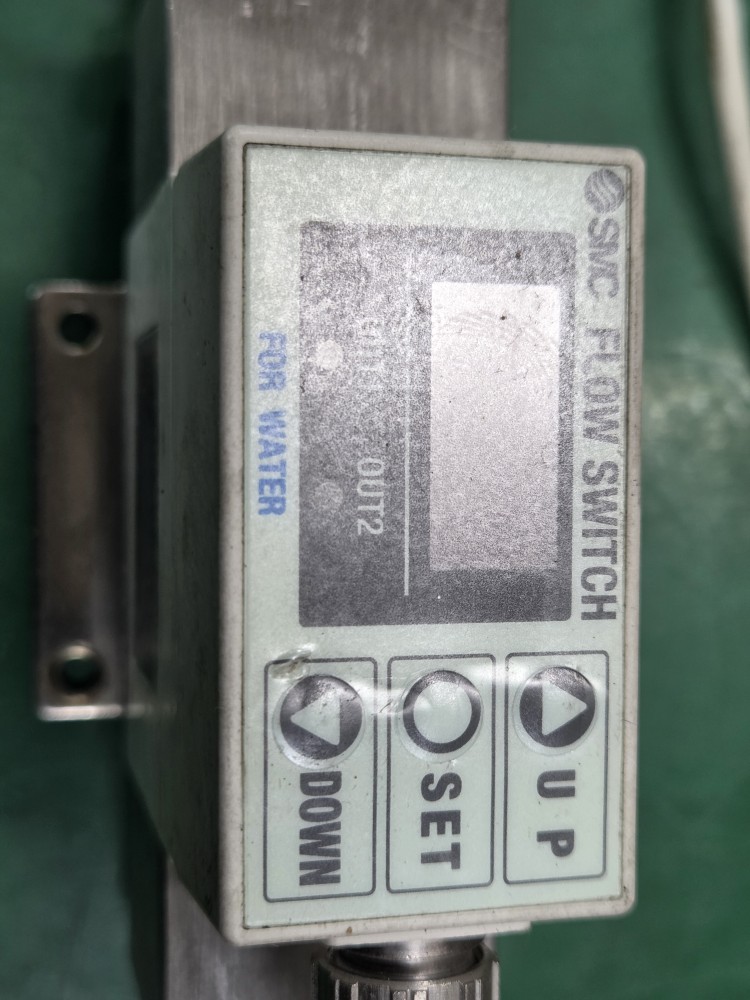 SMC FLOW SWITCH
OUT1 OUT2
FOR WATER
UP
SET
DOWN